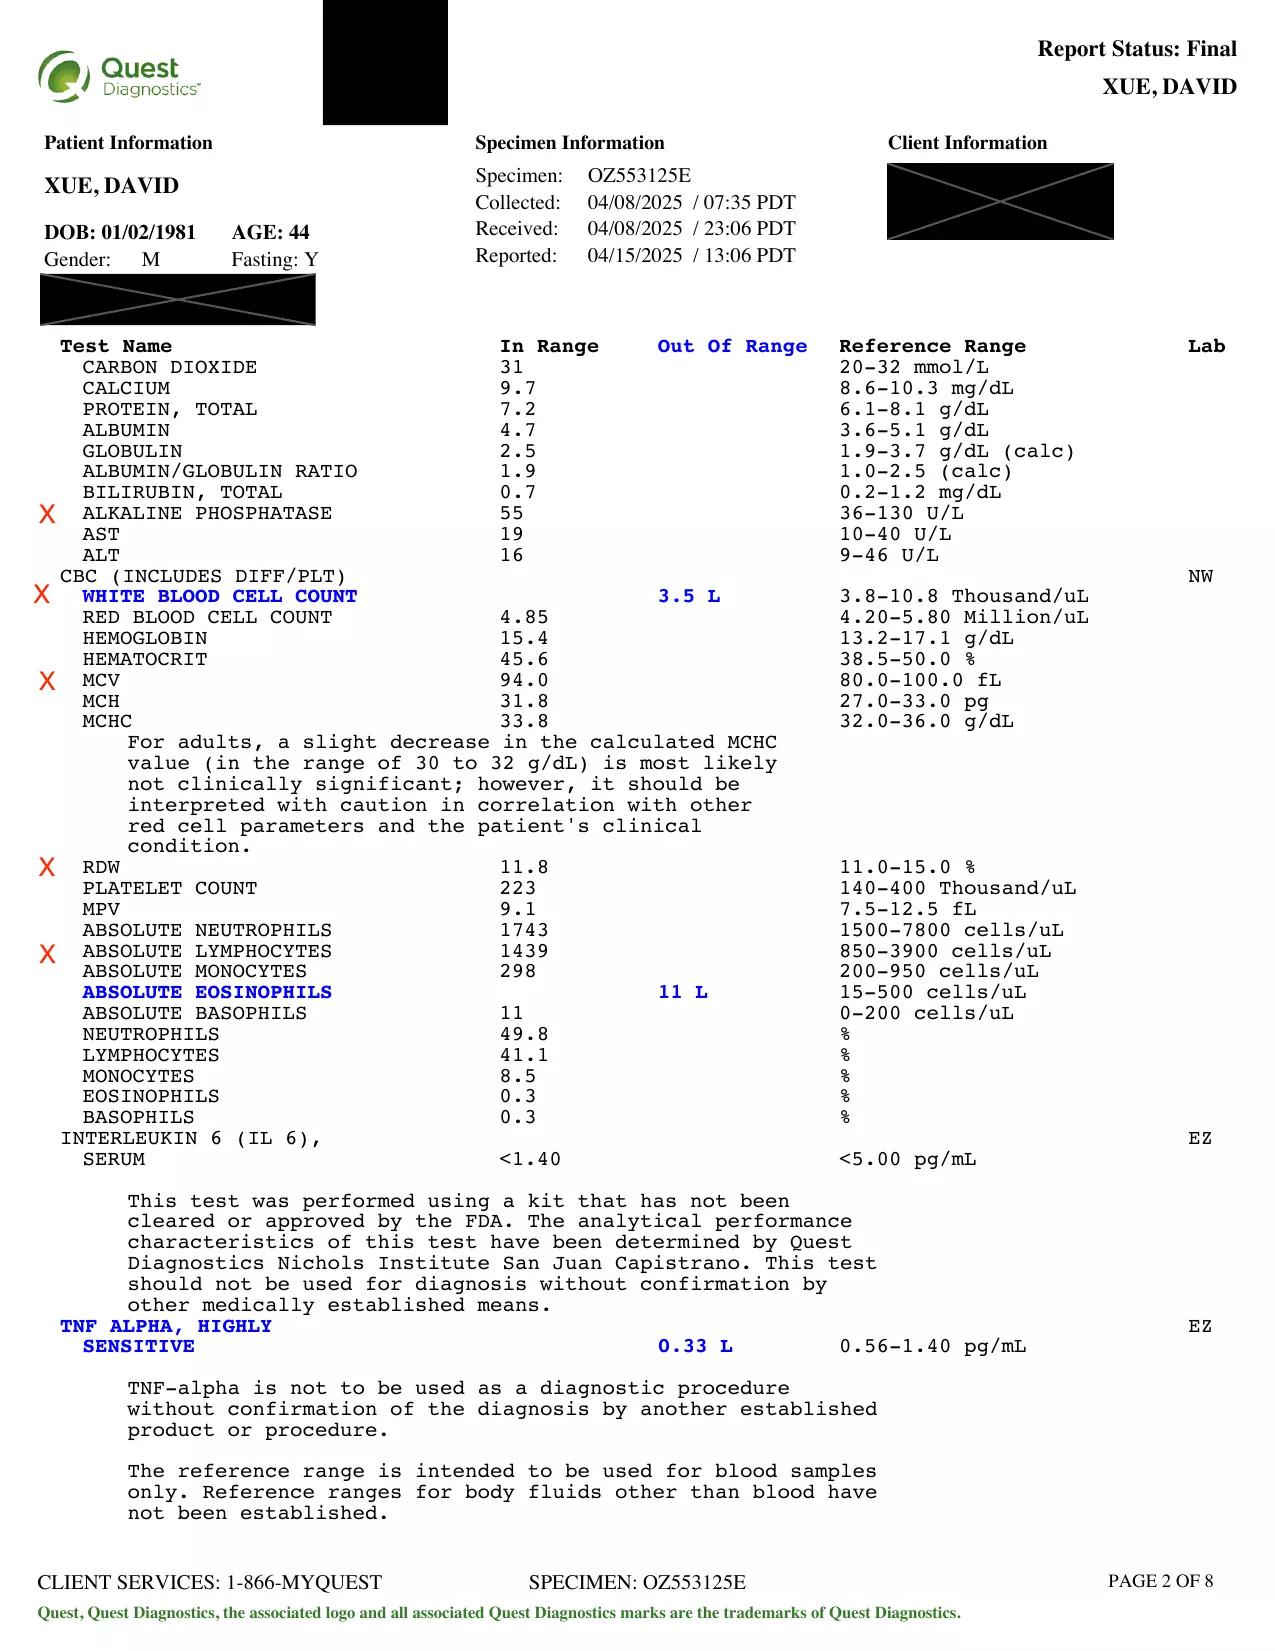 Quest
Diagnostics™
Report Status: Final
XUE, DAVID
Patient Information
XUE, DAVID
DOB: 01/02/1981 AGE: 44
Gender: M Fasting: Y
Specimen Information
Specimen: OZ553125E
Collected: 04/08/2025 / 07:35 PDT
Received: 04/08/2025 / 23:06 PDT
Reported: 04/15/2025 / 13:06 PDT
Client Information
Test Name In Range Out Of Range Reference Range Lab
CARBON DIOXIDE 31 20-32 mmol/L
CALCIUM 9.7 8.6-10.3 mg/dL
PROTEIN, TOTAL 7.2 6.1-8.1 g/dL
ALBUMIN 4.7 3.6-5.1 g/dL
GLOBULIN 2.5 1.9-3.7 g/dL (calc)
ALBUMIN/GLOBULIN RATIO 1.9 1.0-2.5 (calc)
BILIRUBIN, TOTAL 0.7 0.2-1.2 mg/dL
X ALKALINE PHOSPHATASE 55 36-130 U/L
AST 19 10-40 U/L
ALT 16 9-46 U/L
CBC (INCLUDES DIFF/PLT) NW
X WHITE BLOOD CELL COUNT 3.5 L 3.8-10.8 Thousand/uL
RED BLOOD CELL COUNT 4.85 4.20-5.80 Million/uL
HEMOGLOBIN 15.4 13.2-17.1 g/dL
HEMATOCRIT 45.6 38.5-50.0 %
X MCV 94.0 80.0-100.0 fL
MCH 31.8 27.0-33.0 pg
MCHC 33.8 32.0-36.0 g/dL
For adults, a slight decrease in the calculated MCHC
value (in the range of 30 to 32 g/dL) is most likely
not clinically significant; however, it should be
interpreted with caution in correlation with other
red cell parameters and the patient's clinical
condition.
X RDW 11.8 11.0-15.0 %
PLATELET COUNT 223 140-400 Thousand/uL
MPV 9.1 7.5-12.5 fL
ABSOLUTE NEUTROPHILS 1743 1500-7800 cells/uL
X ABSOLUTE LYMPHOCYTES 1439 850-3900 cells/uL
ABSOLUTE MONOCYTES 298 200-950 cells/uL
ABSOLUTE EOSINOPHILS 11 L 15-500 cells/uL
ABSOLUTE BASOPHILS 11 0-200 cells/uL
NEUTROPHILS 49.8 %
LYMPHOCYTES 41.1 %
MONOCYTES 8.5 %
EOSINOPHILS 0.3 %
BASOPHILS 0.3 %
INTERLEUKIN 6 (IL 6), EZ
SERUM <1.40 <5.00 pg/mL
This test was performed using a kit that has not been
cleared or approved by the FDA. The analytical performance
characteristics of this test have been determined by Quest
Diagnostics Nichols Institute San Juan Capistrano. This test
should not be used for diagnosis without confirmation by
other medically established means.
TNF ALPHA, HIGHLY EZ
SENSITIVE 0.33 L 0.56-1.40 pg/mL
TNF-alpha is not to be used as a diagnostic procedure
without confirmation of the diagnosis by another established
product or procedure.
The reference range is intended to be used for blood samples
only. Reference ranges for body fluids other than blood have
not been established.
CLIENT SERVICES: 1-866-MYQUEST SPECIMEN: OZ553125E PAGE 2 OF 8
Quest, Quest Diagnostics, the associated logo and all associated Quest Diagnostics marks are the trademarks of Quest Diagnostics.